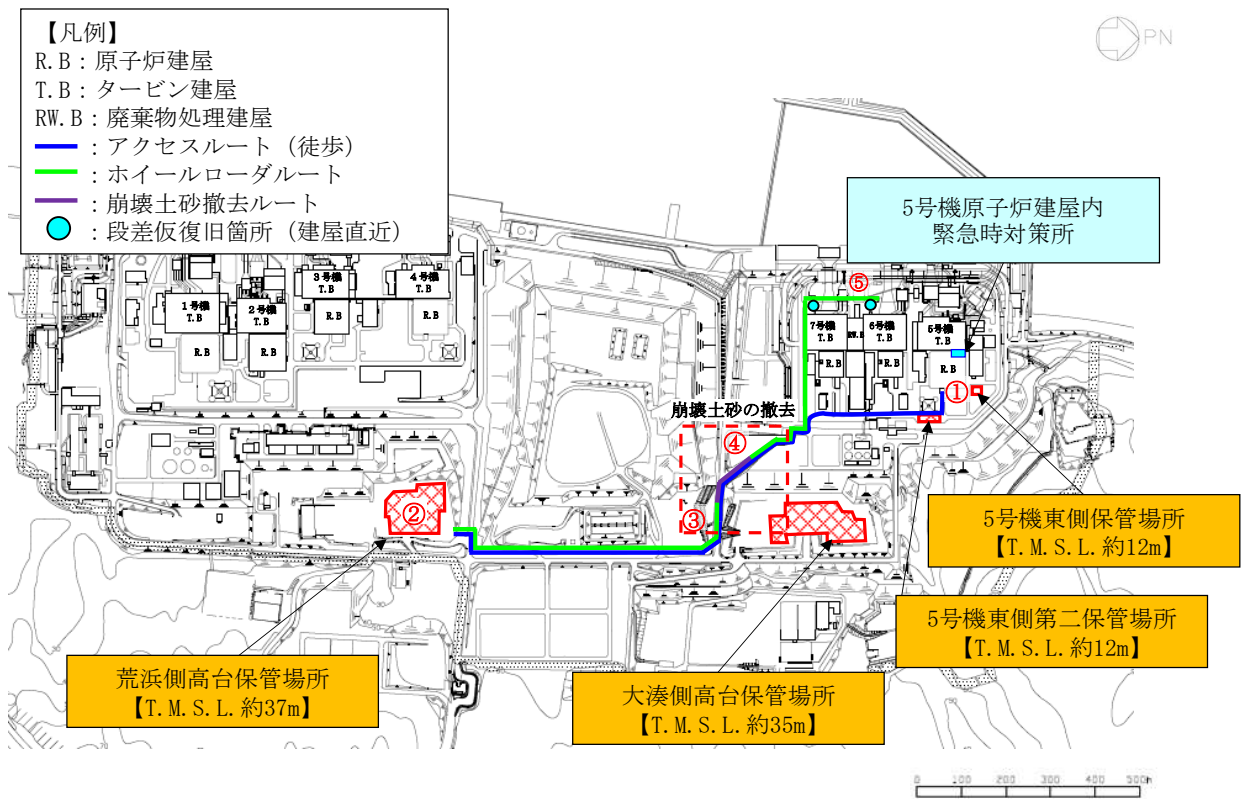 【凡例】
R.B：原子炉建屋
T.B：タービン建屋
RW.B：廃棄物処理建屋
：アクセスルート（徒歩）
：ホイールローダルート
：崩壊土砂撤去ルート
：段差仮復旧箇所（建屋直近）
PN
5号機原子炉建屋内
緊急時対策所
1号機
T.B
R.B
2号機
T.B
R.B
3号機
T.B
R.B
4号機
T.B
R.B
⑤
7号機
T.B
R.B
RW.B
6号機
T.B
R.B
5号機
T.B
R.B
①
崩壊土砂の撤去
④
②
③
5号機東側保管場所
【T.M.S.L.約12m】
5号機東側第二保管場所
【T.M.S.L.約12m】
荒浜側高台保管場所
【T.M.S.L.約37m】
大湊側高台保管場所
【T.M.S.L.約35m】
0 100 200 300 400 500m